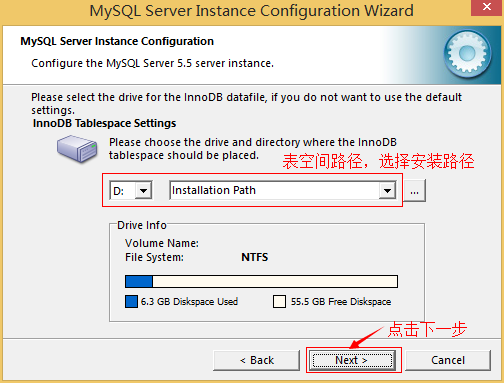 MySQL Server Instance Configuration Wizard
MySQL Server Instance Configuration
Configure the MySQL Server 5.5 server instance.
Please select the drive for the InnoDB datafile, if you do not want to use the default
settings.
InnoDB Tablespace Settings
Please choose the drive and directory where the InnoDB
tablespace should be placed.
表空间路径，选择安装路径
D:
Installation Path
...
Drive Info
Volume Name:
File System: NTFS
6.3 GB Diskspace Used
55.5 GB Free Diskspace
点击下一步
< Back
Next >
Cancel